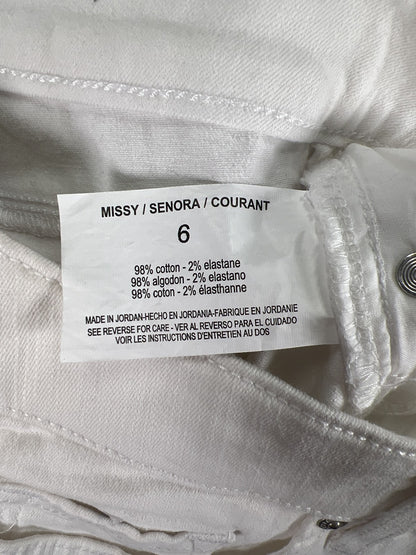 MISSY / SENORA / COURANT
6
98% cotton - 2% elastane
98% algodon - 2% elastano
98% coton - 2% élasthanne
MADE IN JORDAN-HECHO EN JORDANIA-FABRIQUE EN JORDANIE
SEE REVERSE FOR CARE - VER AL REVERSO PARA EL CUIDADO
VOIR LES INSTRUCTIONS D'ENTRETIEN AU DOS